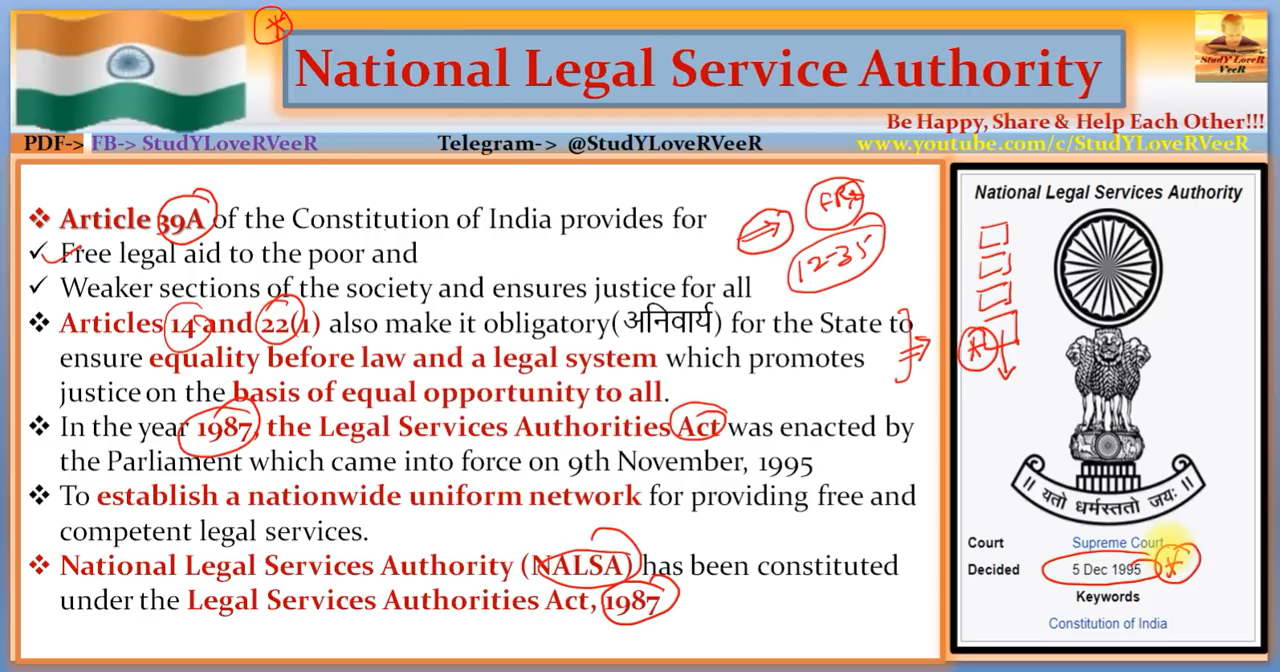 National Legal Service Authority
StudY LoveR
VeeR
Be Happy, Share & Help Each Other!!!
PDF-> FB-> StudYLoveRVeeR
Telegram-> @StudYLoveRVeeR
www.youtube.com/c/StudYLoveRVeeR
❖ Article 39A of the Constitution of India provides for
✓ Free legal aid to the poor and
✓ Weaker sections of the society and ensures justice for all
❖ Articles 14 and 22(1) also make it obligatory(अनिवार्य) for the State to
ensure equality before law and a legal system which promotes
justice on the basis of equal opportunity to all.
❖ In the year 1987, the Legal Services Authorities Act was enacted by
the Parliament which came into force on 9th November, 1995
❖ To establish a nationwide uniform network for providing free and
competent legal services.
❖ National Legal Services Authority (NALSA) has been constituted
under the Legal Services Authorities Act, 1987
12-35
National Legal Services Authority
॥ यतो धर्मस्ततो जयः ॥
Court Supreme Court
Decided 5 Dec 1995
Keywords
Constitution of India